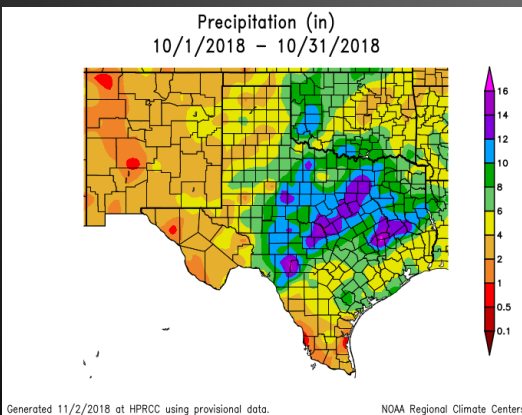 Precipitation (in)
10/1/2018 – 10/31/2018
16
14
12
10
8
6
4
2
1
0.5
0.1
Generated 11/2/2018 at HPRCC using provisional data.
NOAA Regional Climate Centers